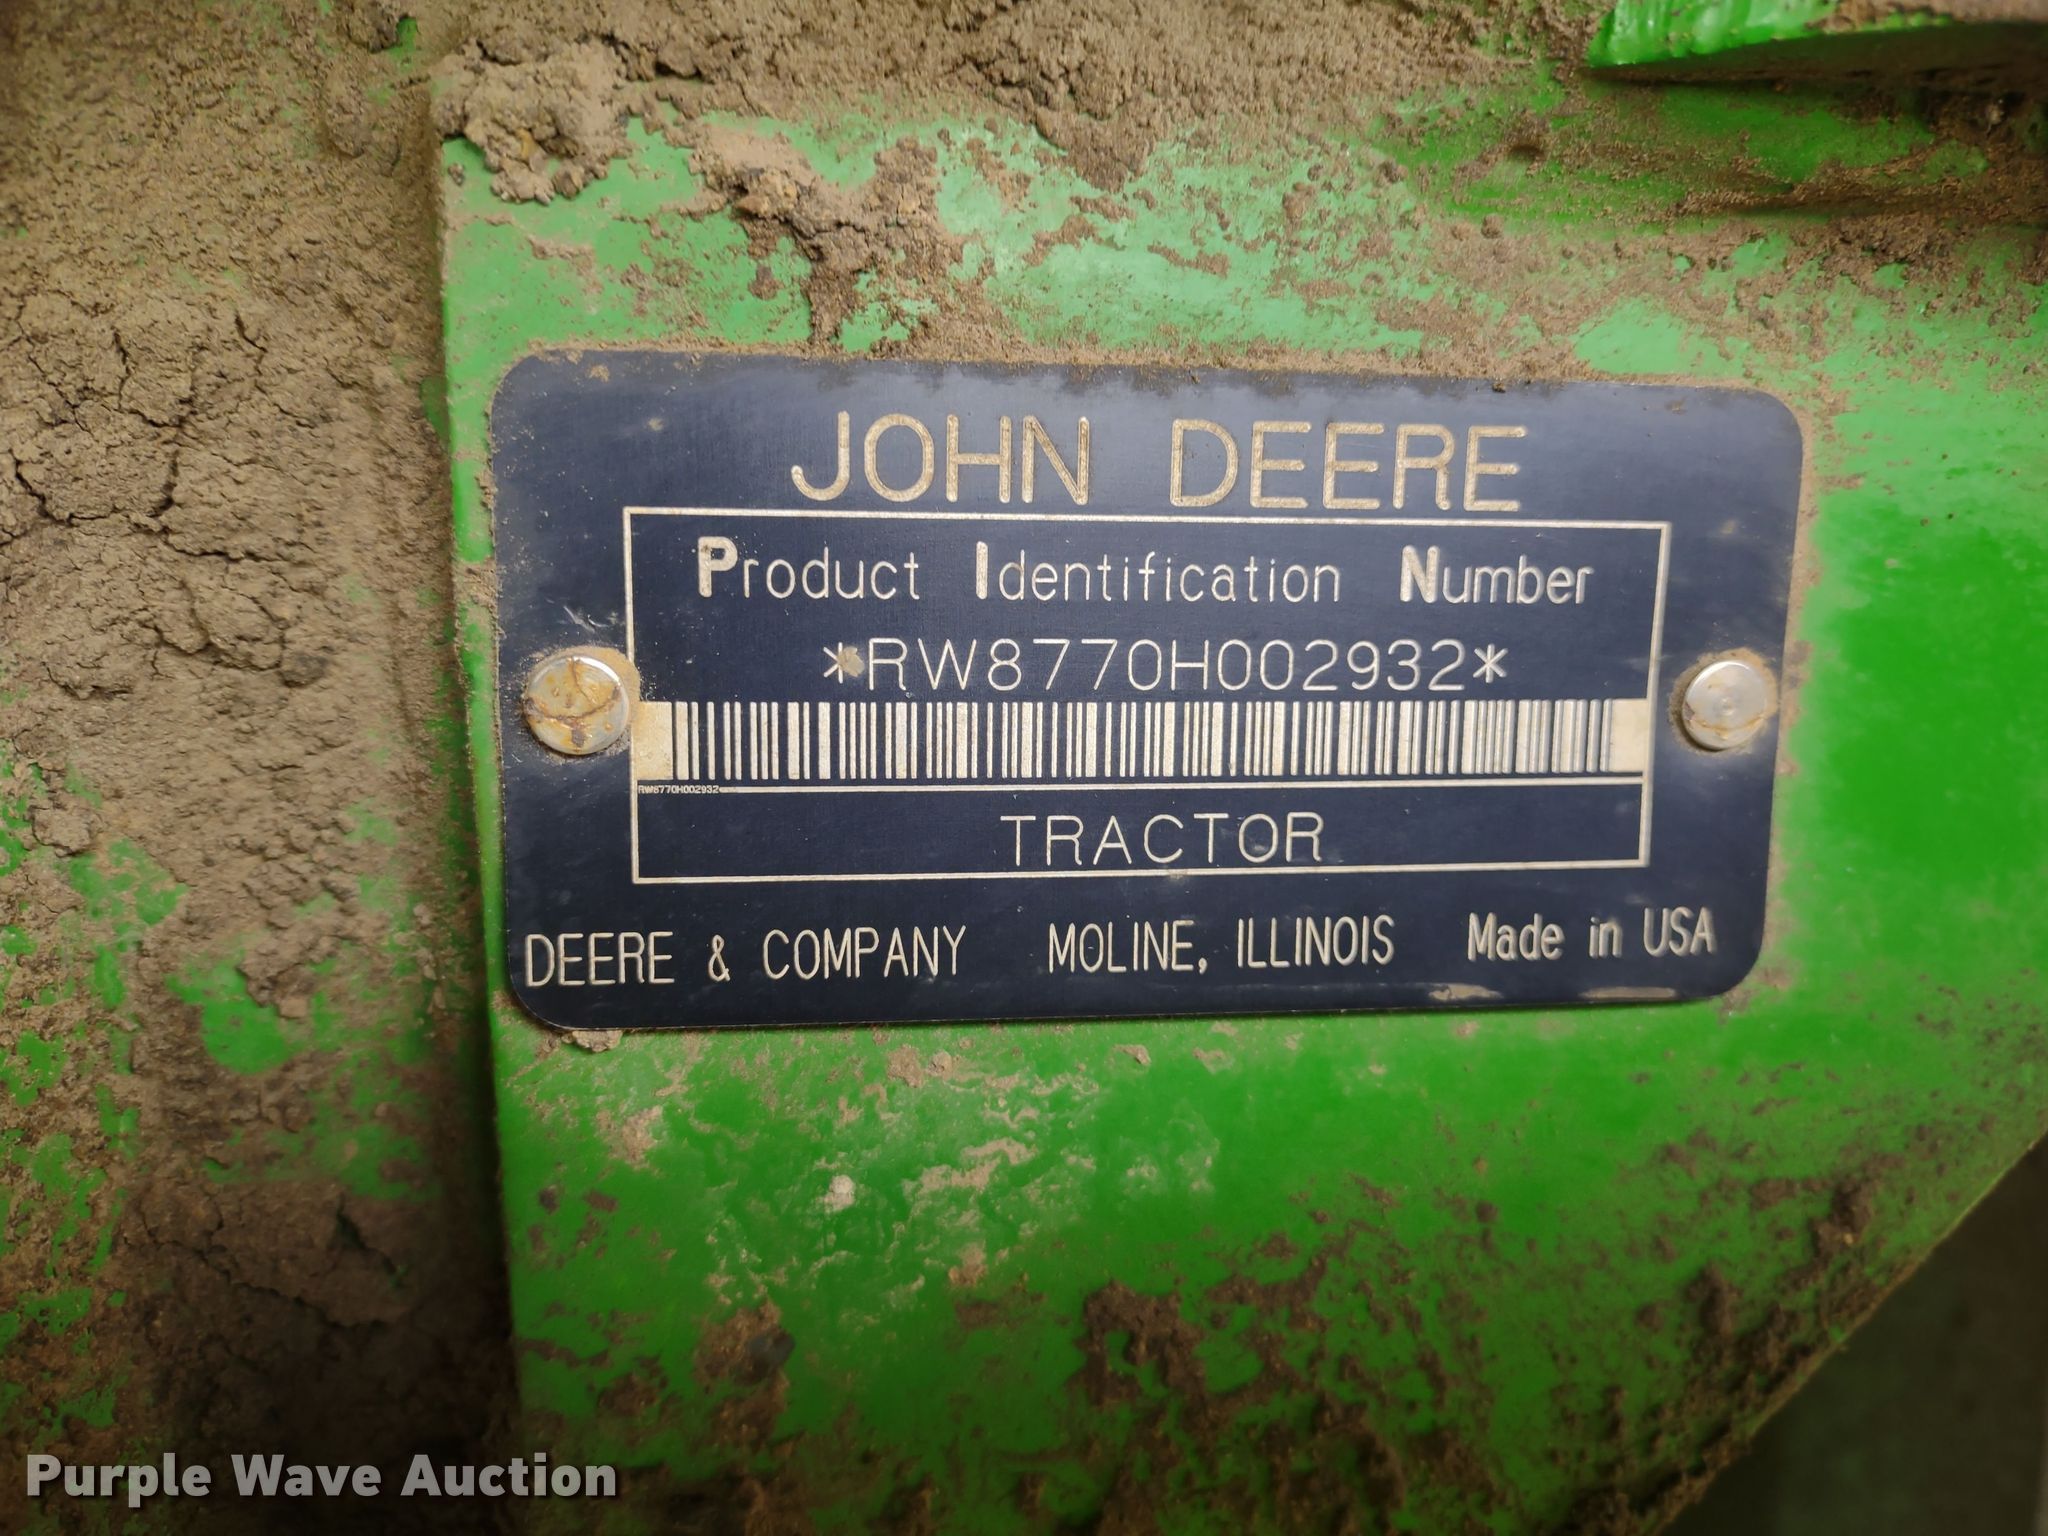 JOHN DEERE
Product Identification Number
*RW8770H002932*
RW8770H002932
TRACTOR
DEERE & COMPANY MOLINE, ILLINOIS Made in USA
Purple Wave Auction